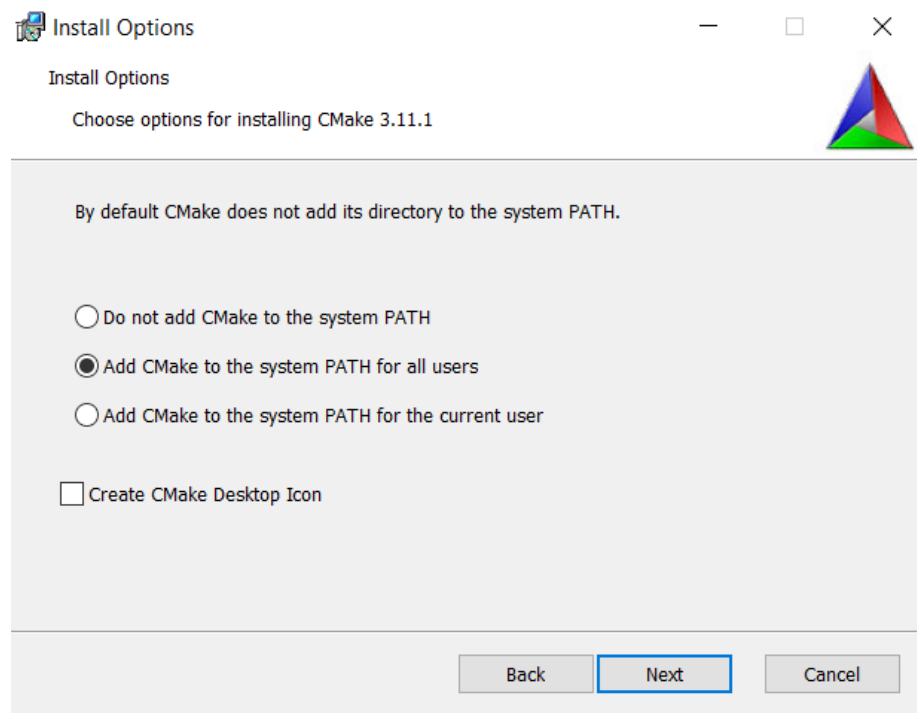 Install Options
Install Options
Choose options for installing CMake 3.11.1
By default CMake does not add its directory to the system PATH.
Do not add CMake to the system PATH
Add CMake to the system PATH for all users
Add CMake to the system PATH for the current user
Create CMake Desktop Icon
Back Next Cancel